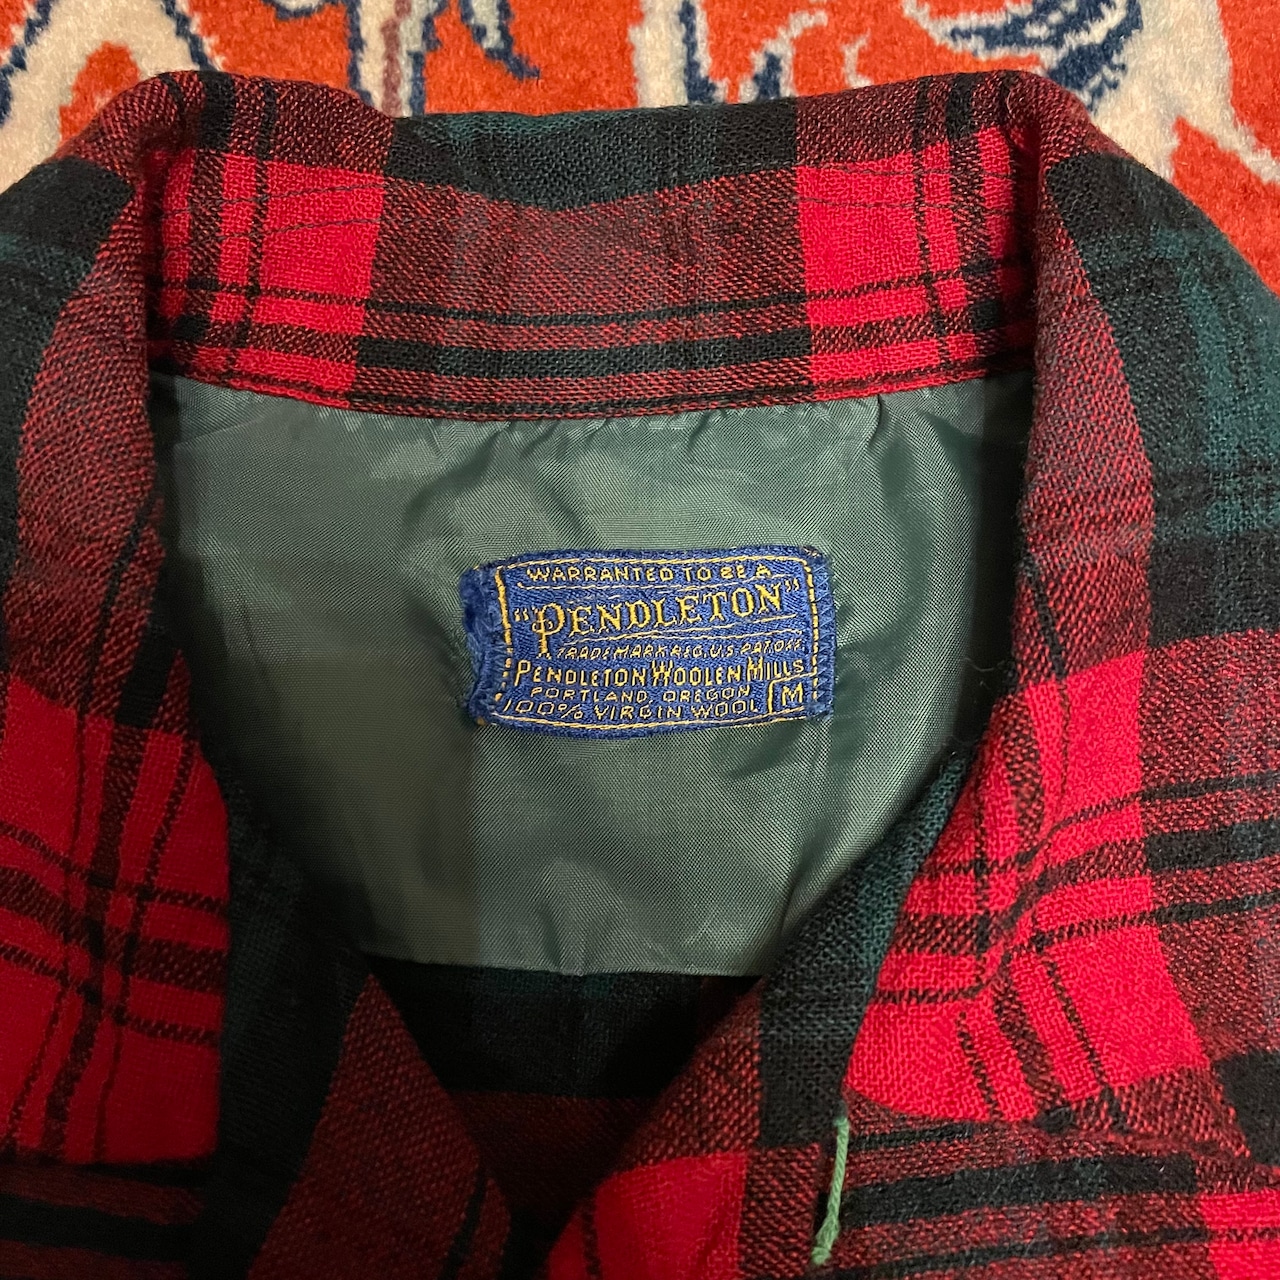 WARRANTED TO BE A
"PENDLETON"
TRADE MARK REG. U.S. PAT. OFF.
PENDLETON WOOLEN MILLS
PORTLAND, OREGON
100% VIRGIN WOOL M